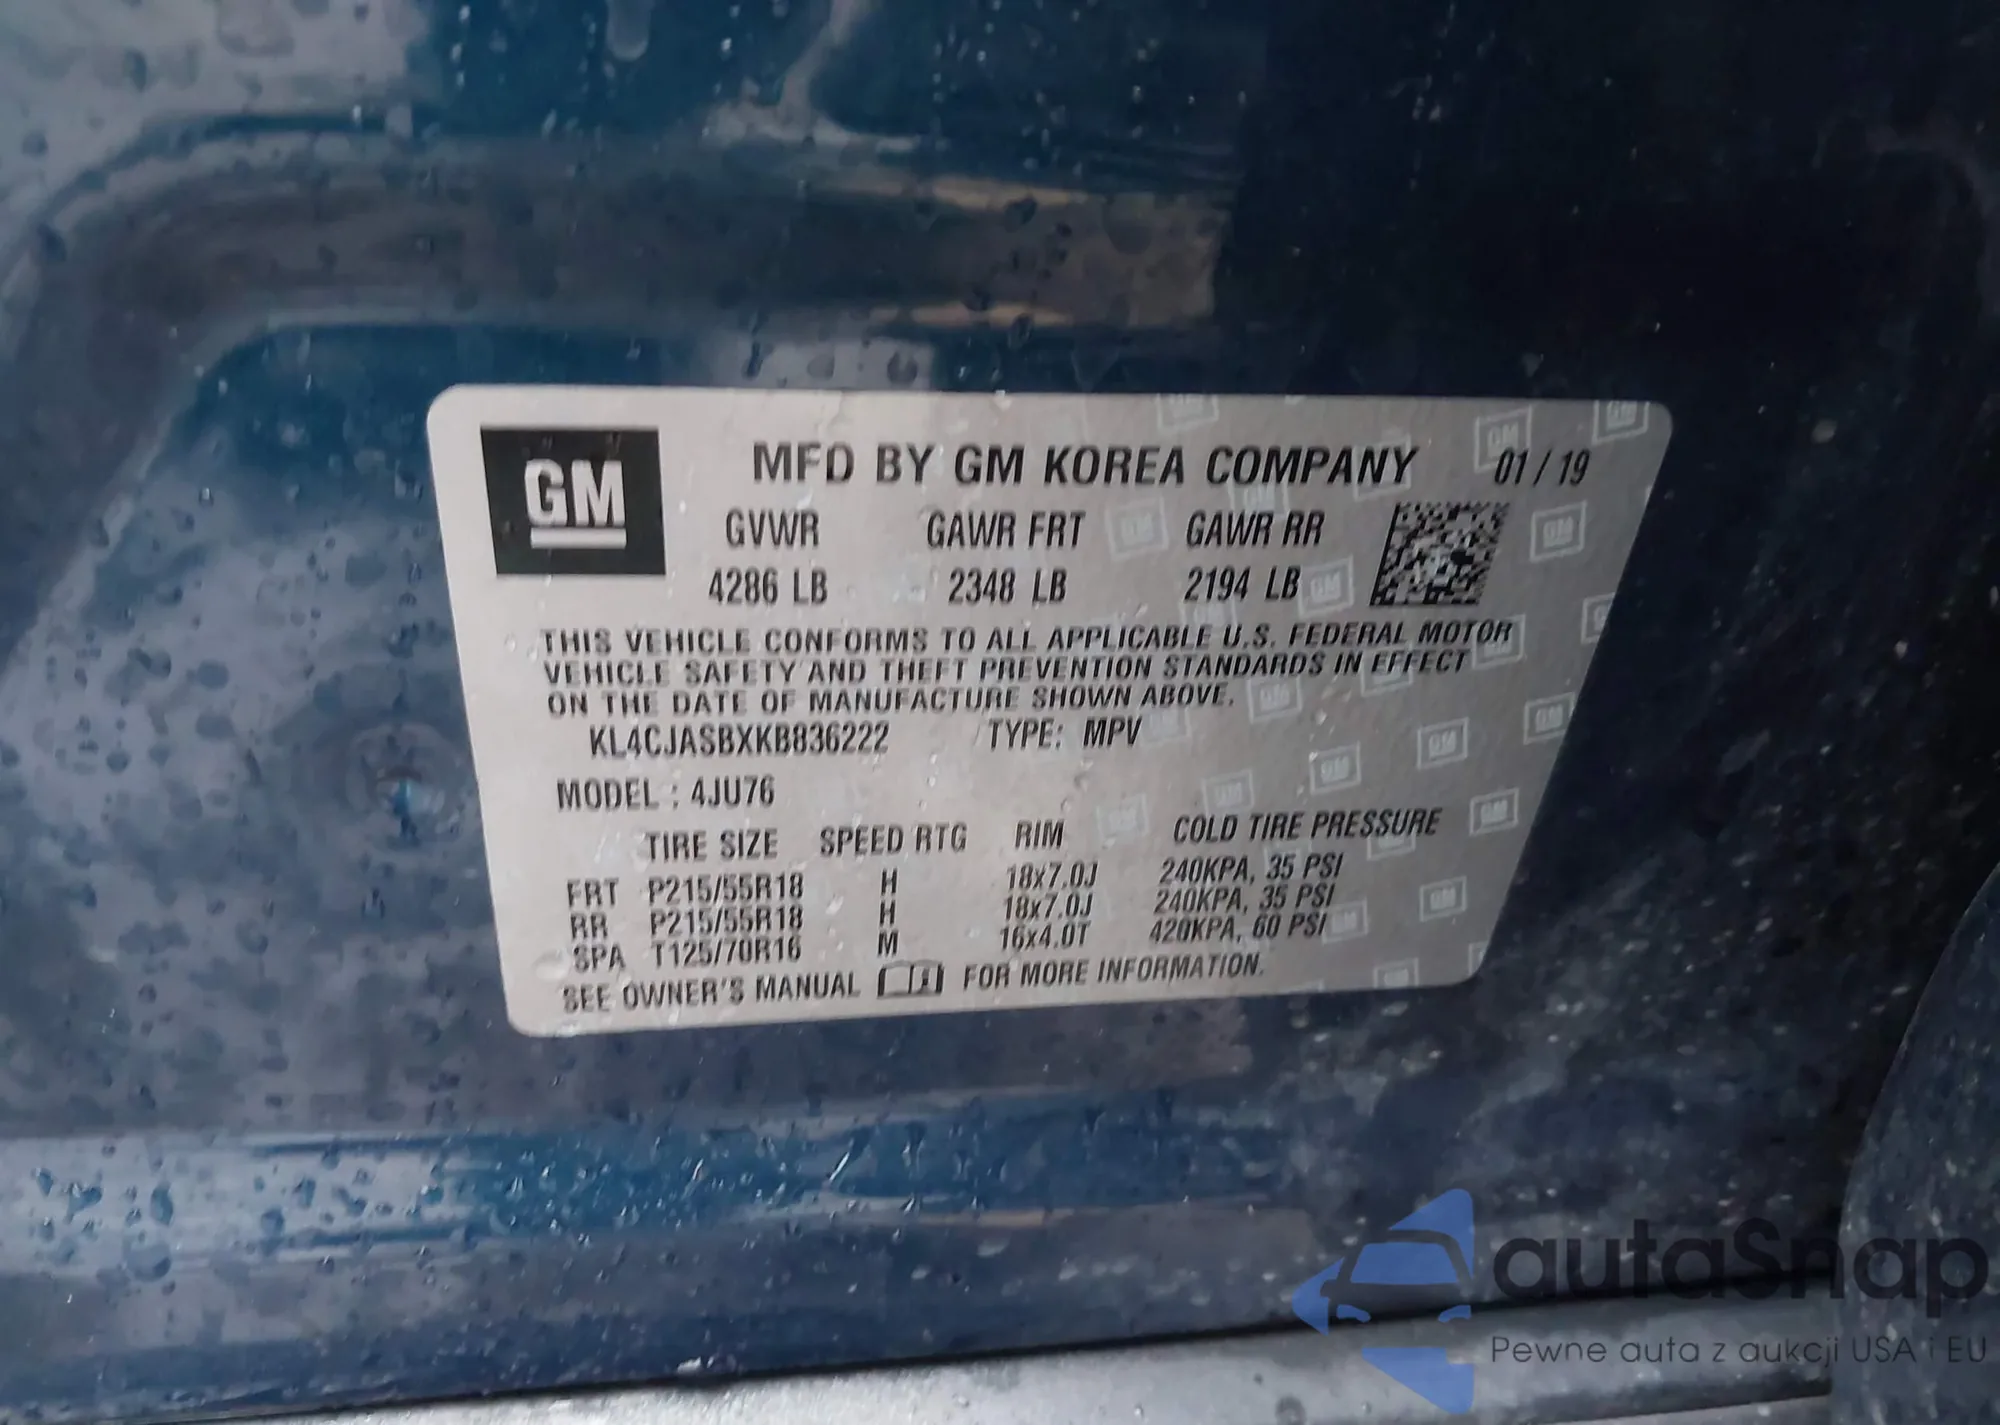 GM
MFD BY GM KOREA COMPANY 01 / 19
GVWR GAWR FRT GAWR RR
4286 LB 2348 LB 2194 LB
THIS VEHICLE CONFORMS TO ALL APPLICABLE U.S. FEDERAL MOTOR
VEHICLE SAFETY AND THEFT PREVENTION STANDARDS IN EFFECT
ON THE DATE OF MANUFACTURE SHOWN ABOVE.
KL4CJASBXKB836222 TYPE: MPV
MODEL : 4JU76
TIRE SIZE SPEED RTG RIM COLD TIRE PRESSURE
FRT P215/55R18 H 18x7.0J 240KPA, 35 PSI
RR P215/55R18 H 18x7.0J 240KPA, 35 PSI
SPA T125/70R16 M 16x4.0T 420KPA, 60 PSI
SEE OWNER'S MANUAL FOR MORE INFORMATION.
autaSnap
Pewne auta z aukcji USA i EU